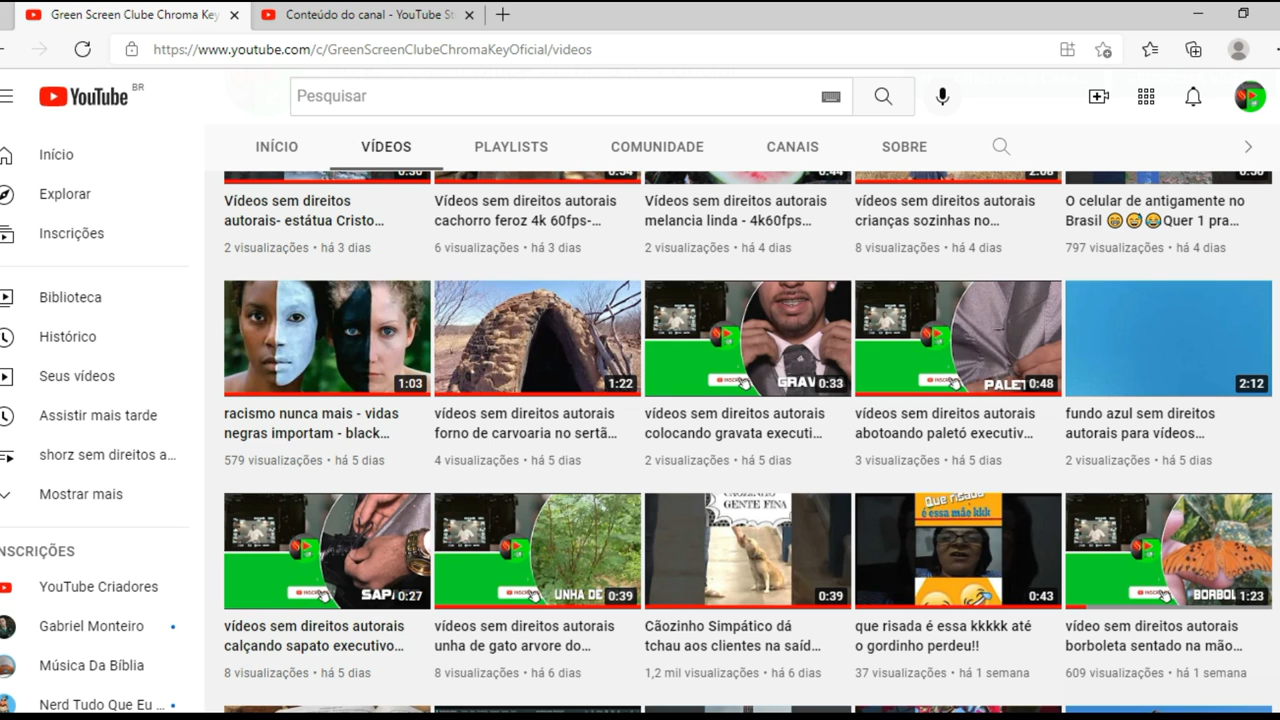 Green Screen Clube Chroma Key
Conteúdo do canal - YouTube St
https://www.youtube.com/c/GreenScreenClubeChromaKeyOficial/videos
YouTube BR
Pesquisar
INÍCIO
VÍDEOS
PLAYLISTS
COMUNIDADE
CANAIS
SOBRE
Início
Explorar
Inscrições
Biblioteca
Histórico
Seus vídeos
Assistir mais tarde
shorz sem direitos a...
Mostrar mais
NSCRIÇÕES
YouTube Criadores
Gabriel Monteiro
Música Da Bíblia
Nerd Tudo Que Eu ...
Vídeos sem direitos
autorais- estátua Cristo...
2 visualizações • há 3 dias
Vídeos sem direitos autorais
cachorro feroz 4k 60fps-...
6 visualizações • há 3 dias
Vídeos sem direitos autorais
melancia linda - 4k60fps...
2 visualizações • há 4 dias
vídeos sem direitos autorais
crianças sozinhas no...
8 visualizações • há 4 dias
O celular de antigamente no
Brasil 😁😅😂Quer 1 pra...
797 visualizações • há 4 dias
1:03
racismo nunca mais - vidas
negras importam - black...
579 visualizações • há 5 dias
1:22
vídeos sem direitos autorais
forno de carvoaria no sertã...
4 visualizações • há 5 dias
GRAV
0:33
vídeos sem direitos autorais
colocando gravata executi...
2 visualizações • há 5 dias
PALET
0:48
vídeos sem direitos autorais
abotoando paletó executiv...
3 visualizações • há 5 dias
2:12
fundo azul sem direitos
autorais para vídeos...
2 visualizações • há 5 dias
SAPA
0:27
vídeos sem direitos autorais
calçando sapato executivo...
8 visualizações • há 5 dias
UNHA DE
0:39
vídeos sem direitos autorais
unha de gato arvore do...
8 visualizações • há 6 dias
CÃOZINHO
GENTE FINA
0:39
Cãozinho Simpático dá
tchau aos clientes na saíd...
1,2 mil visualizações • há 6 dias
Que risada
é essa mãe kkk
0:43
que risada é essa kkkkk até
o gordinho perdeu!!
37 visualizações • há 1 semana
BORBOL
1:23
vídeo sem direitos autorais
borboleta sentado na mão...
609 visualizações • há 1 semana